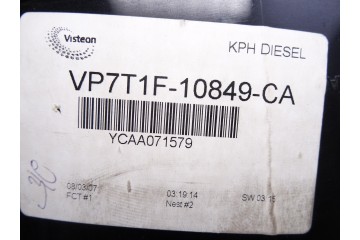 Visteon
KPH DIESEL
VP7T1F-10849-CA
YCAA071579
08/03/07 03:19:14 SW 03.15
FCT #1 Nest #2